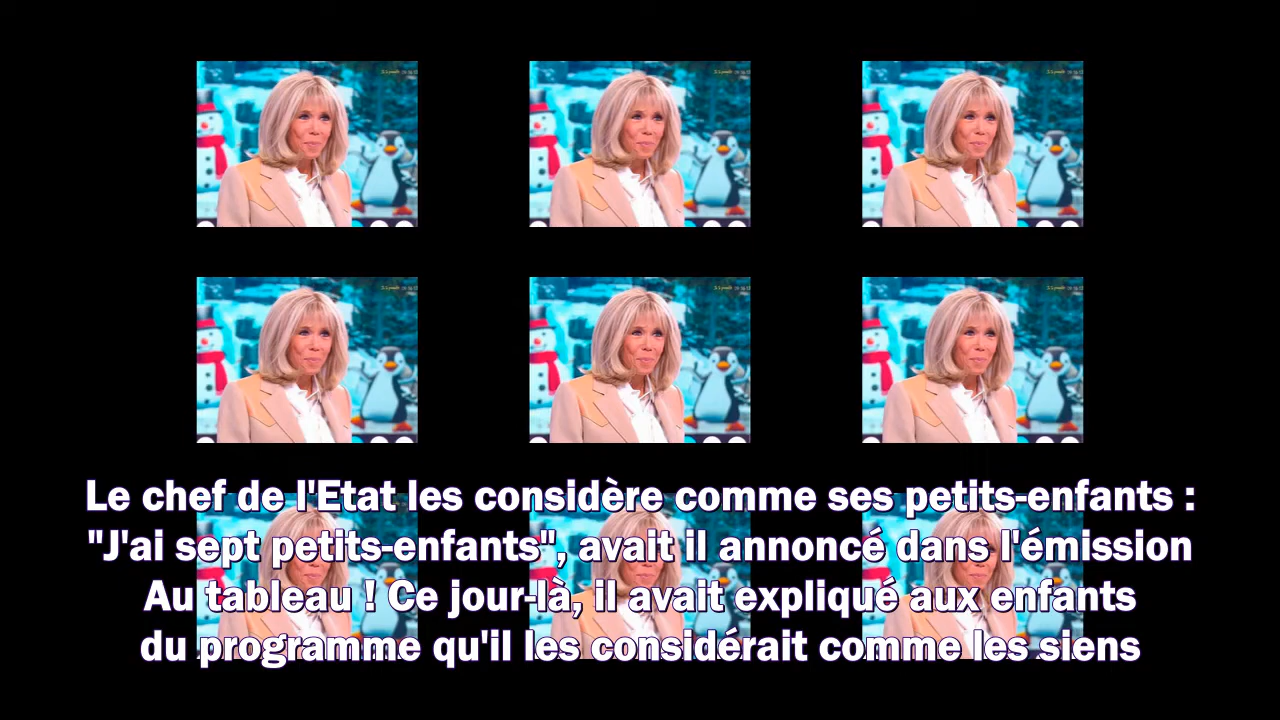 Le chef de l'Etat les considère comme ses petits-enfants :
"J'ai sept petits-enfants", avait il annoncé dans l'émission
Au tableau ! Ce jour-là, il avait expliqué aux enfants
du programme qu'il les considérait comme les siens